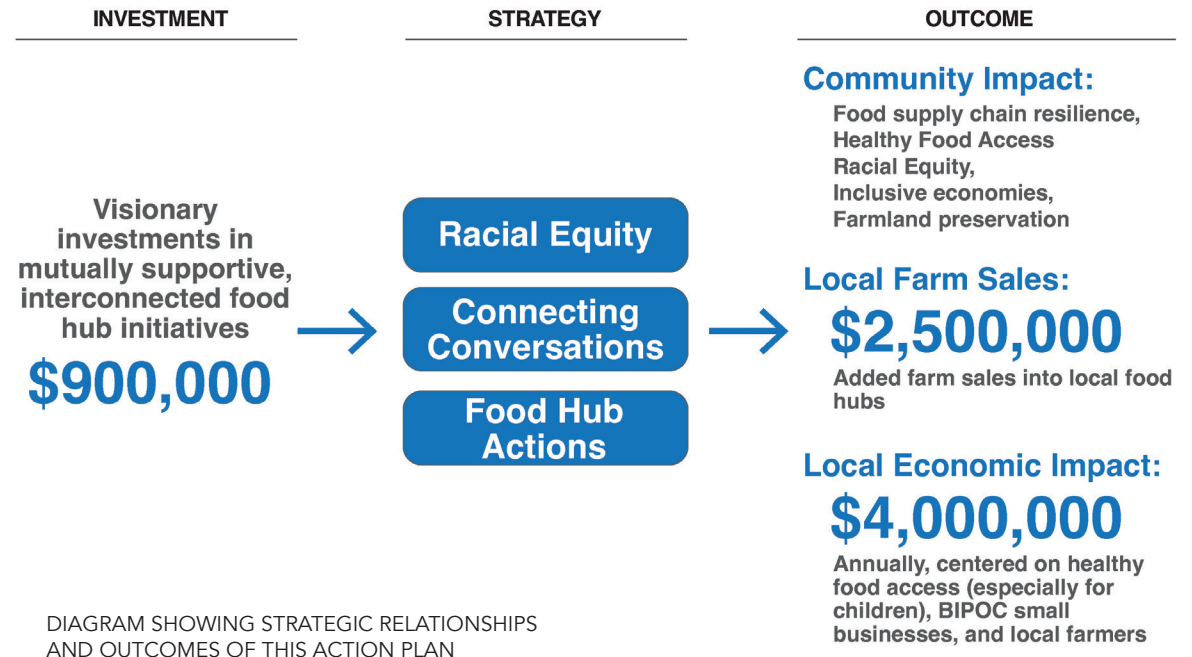 INVESTMENT
Visionary
investments in
mutually supportive,
interconnected food
hub initiatives
$900,000
STRATEGY
Racial Equity
Connecting
Conversations
Food Hub
Actions
OUTCOME
Community Impact:
Food supply chain resilience,
Healthy Food Access
Racial Equity,
Inclusive economies,
Farmland preservation
Local Farm Sales:
$2,500,000
Added farm sales into local food
hubs
Local Economic Impact:
$4,000,000
Annually, centered on healthy
food access (especially for
children), BIPOC small
businesses, and local farmers
DIAGRAM SHOWING STRATEGIC RELATIONSHIPS
AND OUTCOMES OF THIS ACTION PLAN